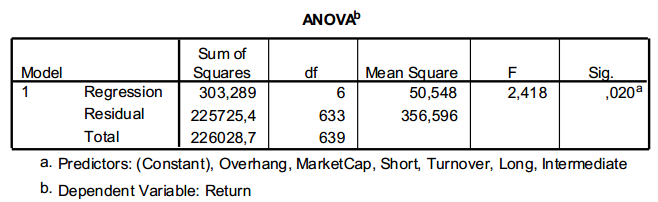 ANOVAb
Model Sum of Squares df Mean Square F Sig.
1 Regression 303,289 6 50,548 2,418 ,020a
Residual 225725,4 633 356,596
Total 226028,7 639
a. Predictors: (Constant), Overhang, MarketCap, Short, Turnover, Long, Intermediate
b. Dependent Variable: Return